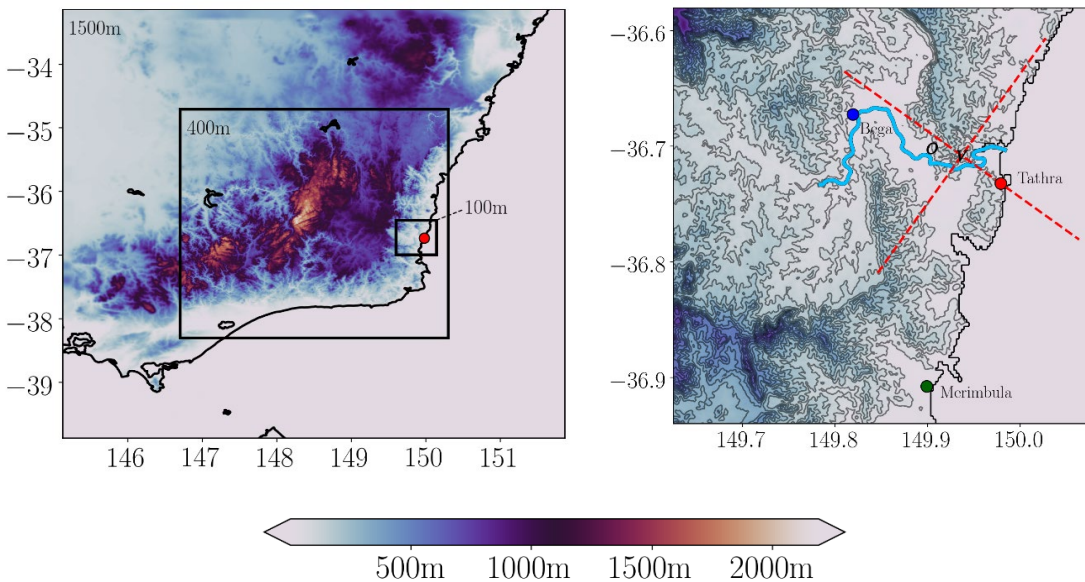 1500m
400m
100m
−34
−35
−36
−37
−38
−39
146
147
148
149
150
151
−36.6
−36.7
−36.8
−36.9
Bega
O
V
Tathra
Merimbula
149.7
149.8
149.9
150.0
500m
1000m
1500m
2000m